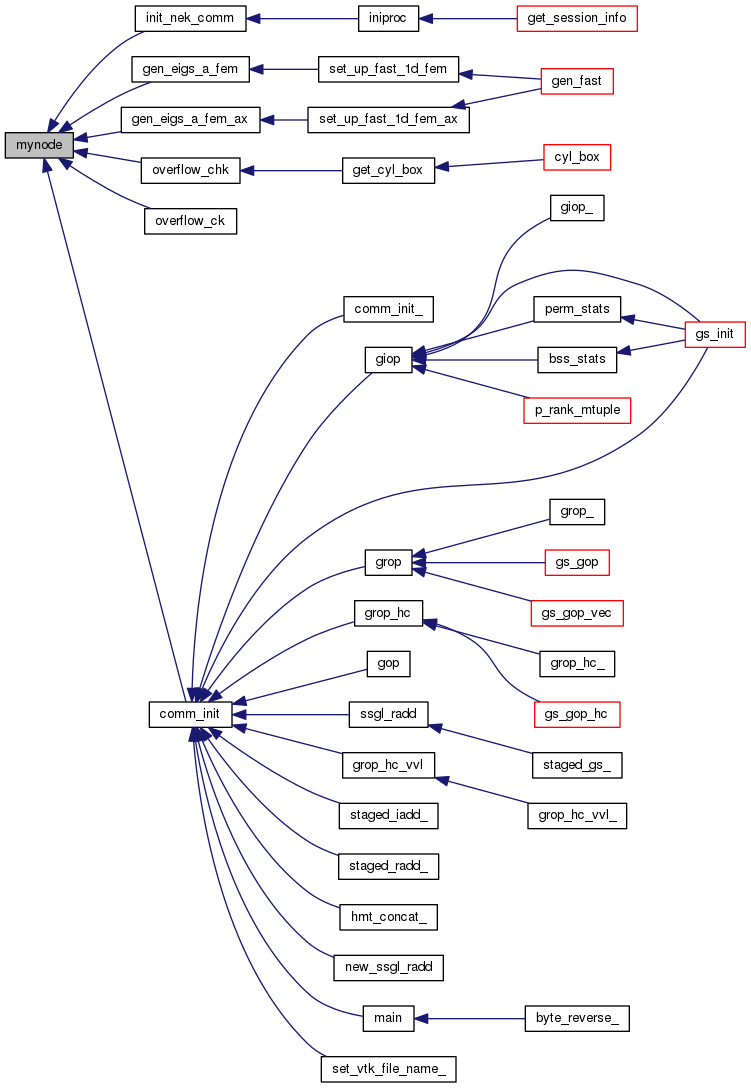 init_nek_comm
iniproc
get_session_info
gen_eigs_a_fem
set_up_fast_1d_fem
gen_fast
gen_eigs_a_fem_ax
set_up_fast_1d_fem_ax
mynode
overflow_chk
get_cyl_box
cyl_box
overflow_ck
giop_
comm_init_
perm_stats
gs_init
giop
bss_stats
p_rank_mtuple
grop_
grop
gs_gop
gs_gop_vec
grop_hc
grop_hc_
gop
comm_init
ssgl_radd
gs_gop_hc
grop_hc_vvl
staged_gs_
staged_iadd_
grop_hc_vvl_
staged_radd_
hmt_concat_
new_ssgl_radd
main
byte_reverse_
set_vtk_file_name_